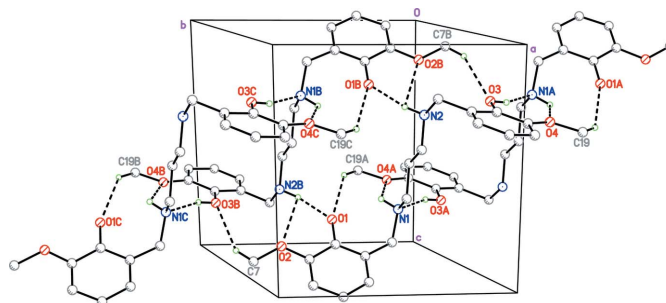 b 0
C7B
a
O2B
O3C N1B O3 N1A O1A
O1B
N2
O4C O4
C19C C19
C19B C19A
O4B O4A
N2B
O3B O3A
N1C O1 N1
O1C
O2 c
C7